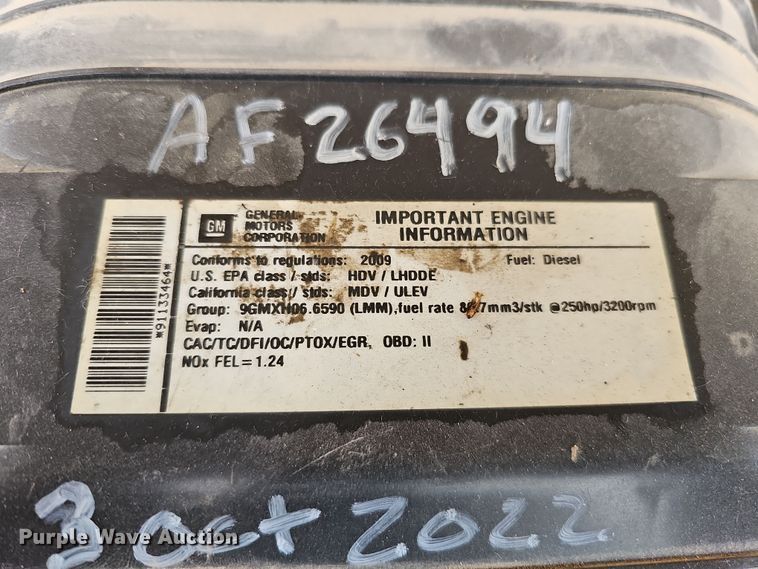 AF26494
GM
GENERAL MOTORS CORPORATION
IMPORTANT ENGINE INFORMATION
Conforms to regulations: 2009 Fuel: Diesel
U.S. EPA class / stds: HDV / LHDDE
California class / stds: MDV / ULEV
Group: 9GMXH06.6590 (LMM),fuel rate @250hp/3200rpm
Evap: N/A
CAC/TC/DFI/OC/PTOX/EGR, OBD: II
NOx FEL=1.24
*91133464*
3 Oct 2022
Purple Wave Auction